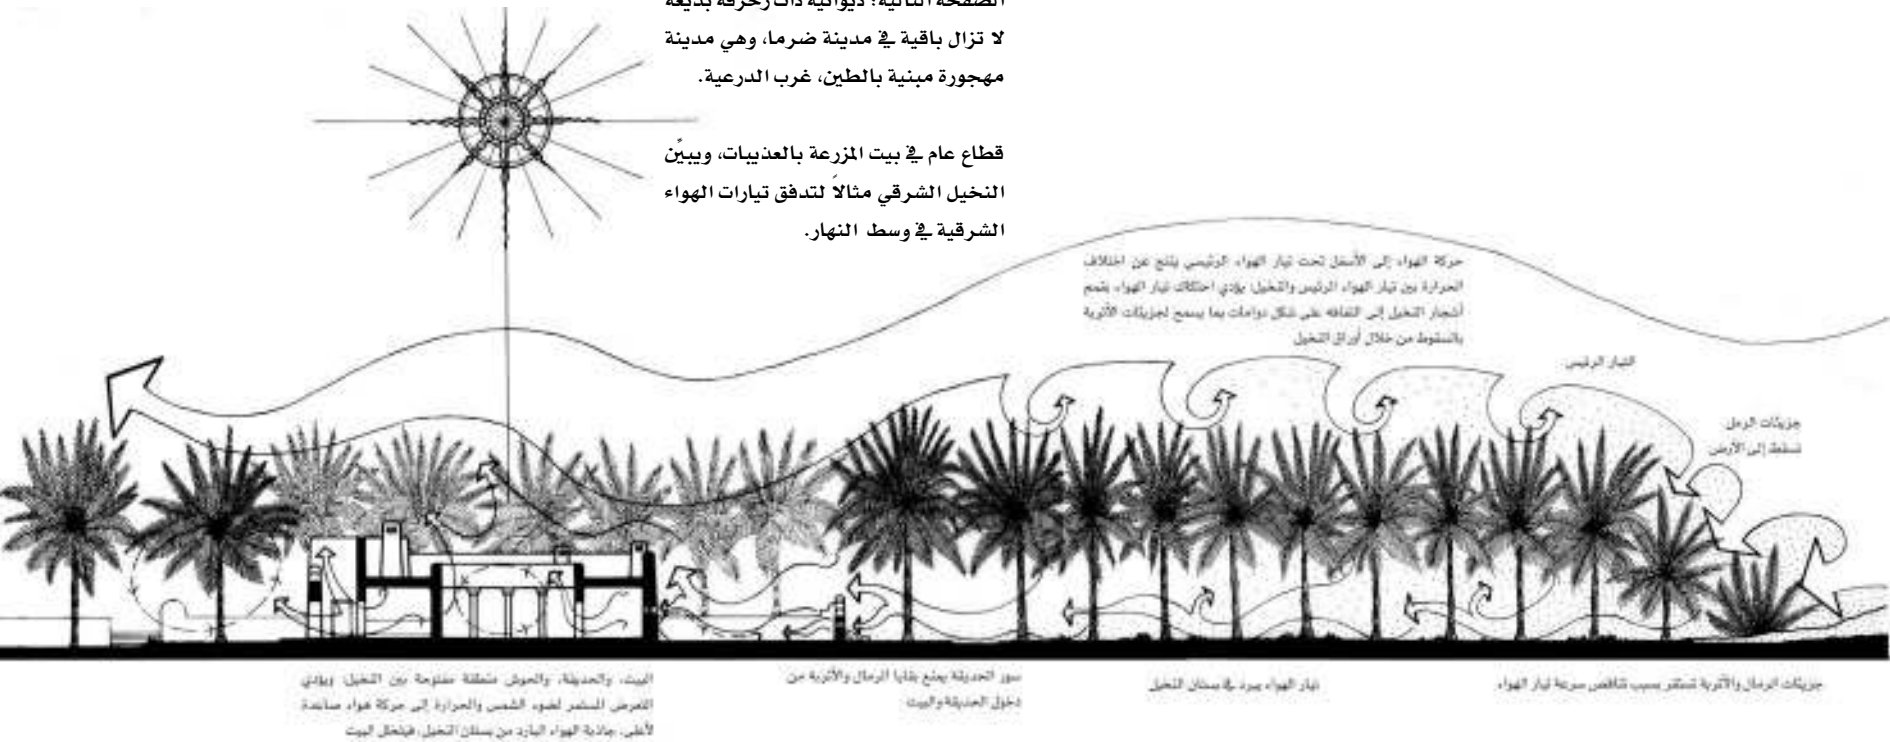 الصفحة التالية: ديوانية ذات زخرفة بديعة
لا تزال باقية في مدينة ضرما، وهي مدينة
مهجورة مبنية بالطين، غرب الدرعية.
قطاع عام في بيت المزرعة بالعذيبات، ويبيَّن
النخيل الشرقي مثالاً لتدفق تيارات الهواء
الشرقية في وسط النهار.
حركة الهواء إلى الأسفل تحت تيار الهواء الرئيسي ينتج عن اختلاف
الحرارة بين تيار الهواء الرئيس والنخيل: يؤدي احتكاك تيار الهواء بقمم
أشجار النخيل إلى التفافه على شكل دوامات بما يسمح لجزيئات الأتربة
بالسقوط من خلال أوراق النخيل
التيار الرئيس
جزيئات الرمل
تسقط إلى الأرض
البيت، والحديقة، والحوش منطقة مفتوحة بين النخيل: ويؤدي
التعرض المستمر لضوء الشمس والحرارة إلى حركة هواء صاعدة
لأعلى، جاذبة الهواء البارد من بستان النخيل، فيتخلل البيت
سور الحديقة يمنع بقايا الرمال والأتربة من
دخول الحديقة والبيت
تيار الهواء يبرد في بستان النخيل
جزيئات الرمال والأتربة تستقر بسبب تناقص سرعة تيار الهواء